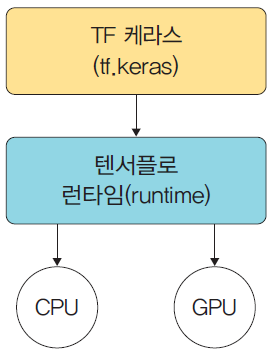 TF 케라스
(tf.keras)
텐서플로
런타임(runtime)
CPU
GPU